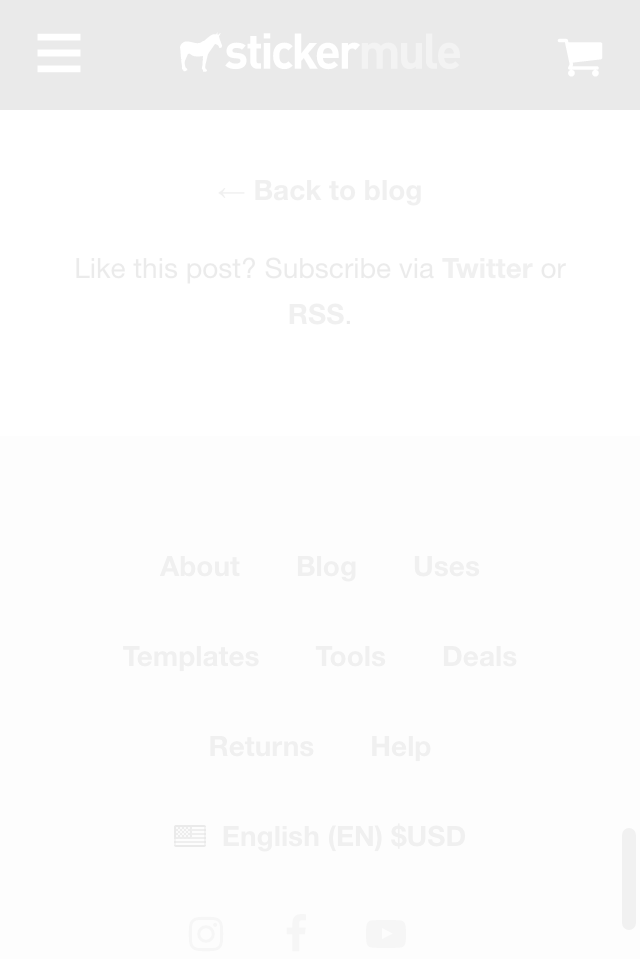 stickermule
← Back to blog
Like this post? Subscribe via Twitter or
RSS.
About Blog Uses
Templates Tools Deals
Returns Help
English (EN) $USD